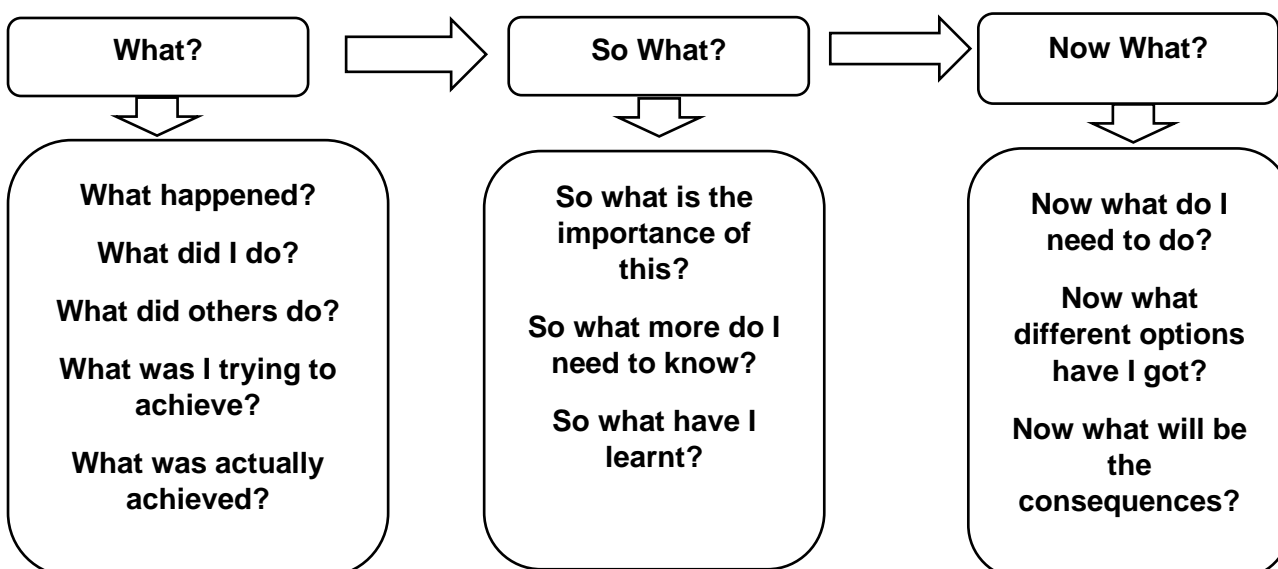 What?
So What?
Now What?
What happened?
What did I do?
What did others do?
What was I trying to
achieve?
What was actually
achieved?
So what is the
importance of
this?
So what more do I
need to know?
So what have I
learnt?
Now what do I
need to do?
Now what
different options
have I got?
Now what will be
the
consequences?